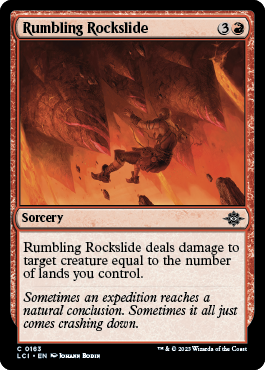 Rumbling Rockslide 3
Sorcery
Rumbling Rockslide deals damage to
target creature equal to the number
of lands you control.
Sometimes an expedition reaches a
natural conclusion. Sometimes it all just
comes crashing down.
C 0163
LCI • EN Johann Bodin
™ & © 2023 Wizards of the Coast